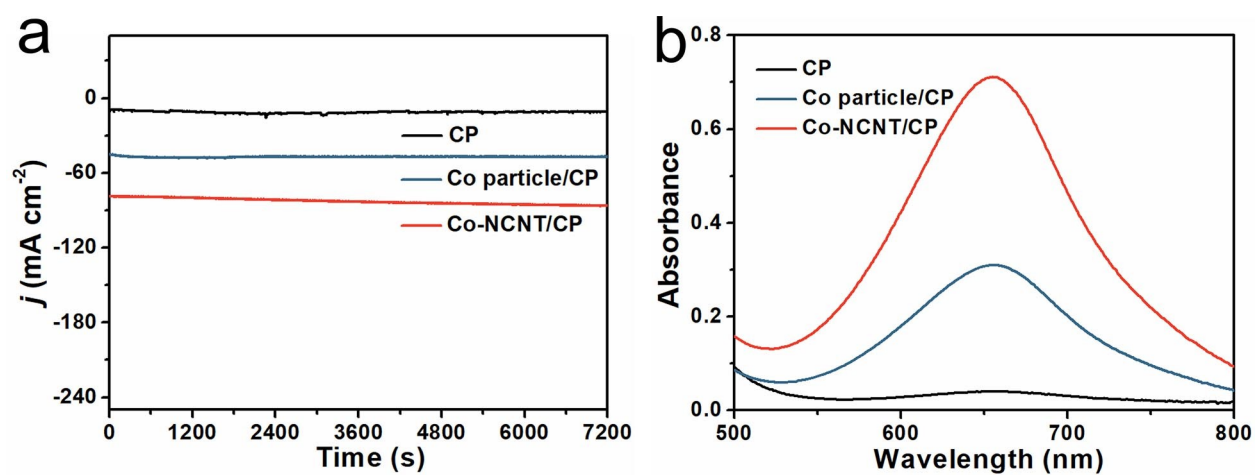 a
0
-60
-120
-180
-240
j (mA cm-2)
CP
Co particle/CP
Co-NCNT/CP
0 1200 2400 3600 4800 6000 7200
Time (s)
b
0.8
0.6
0.4
0.2
0.0
Absorbance
CP
Co particle/CP
Co-NCNT/CP
500 600 700 800
Wavelength (nm)